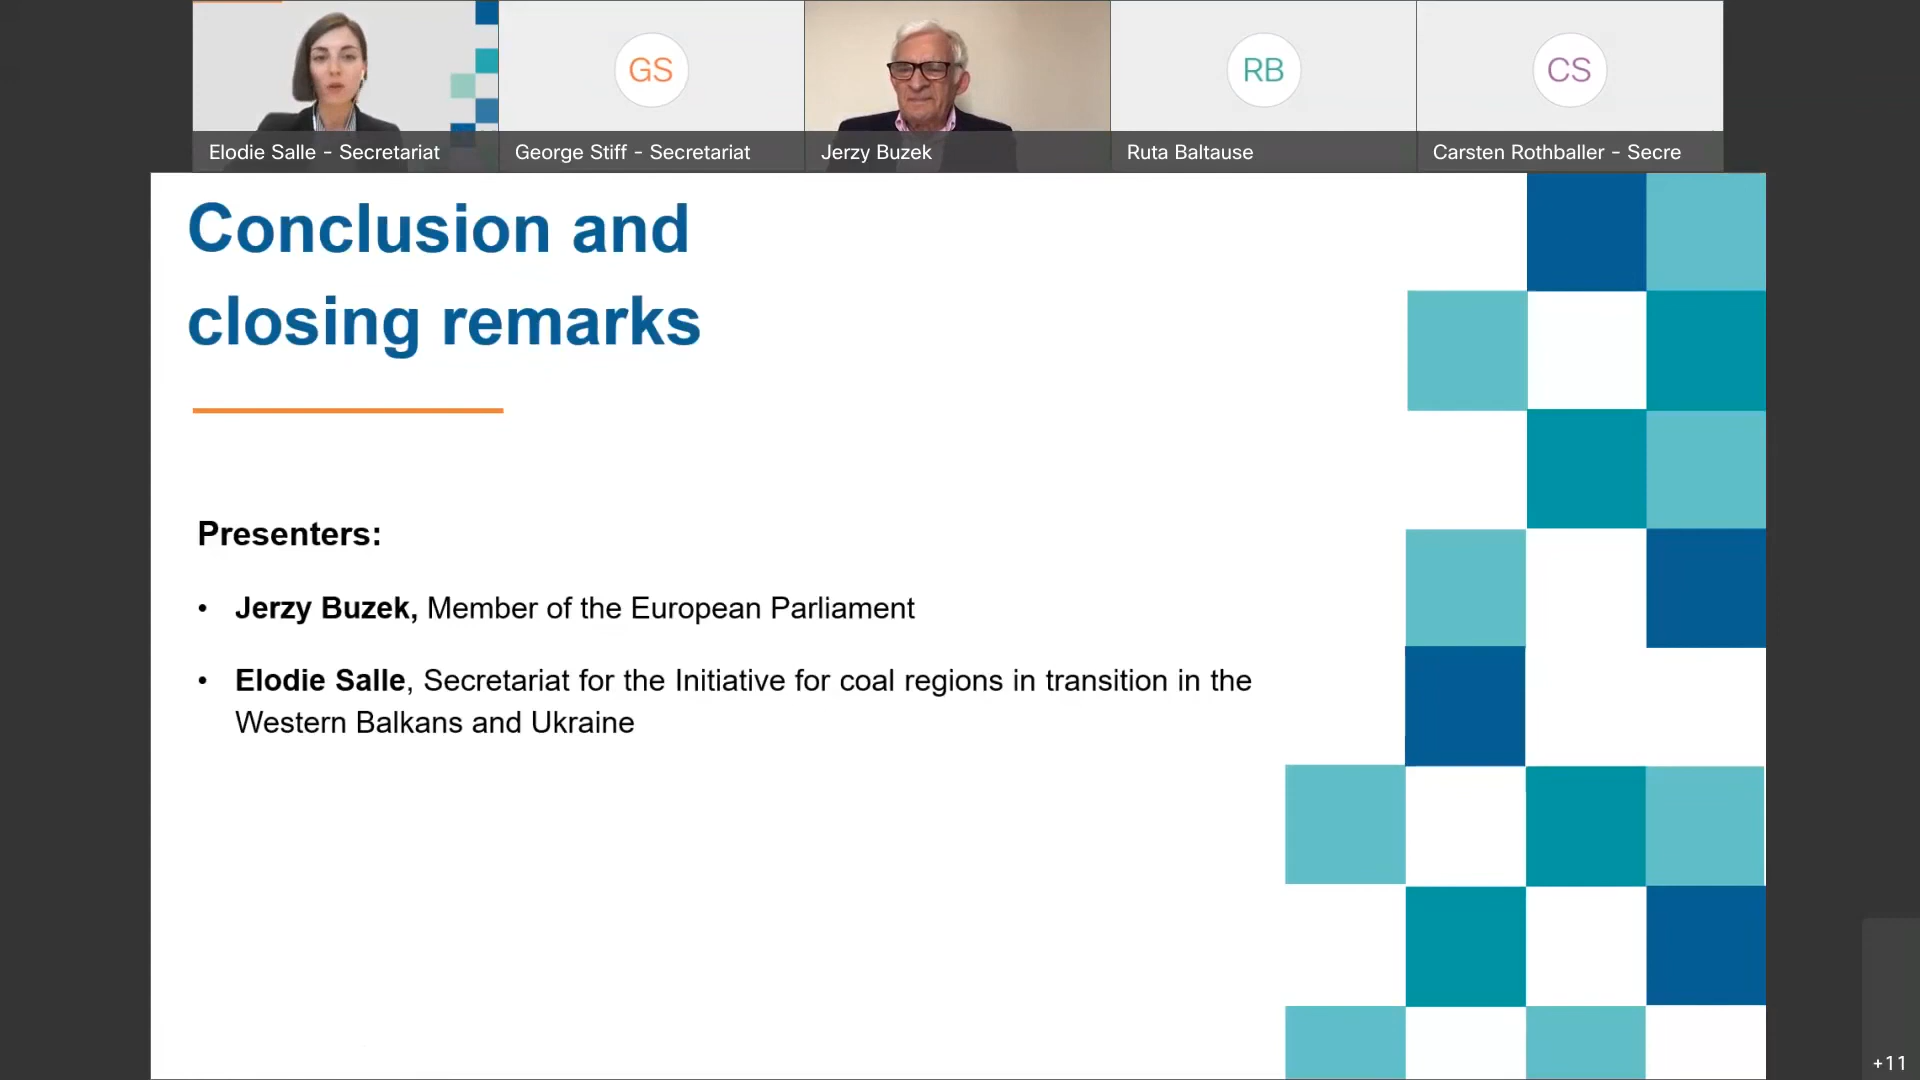 GS
RB
CS
Elodie Salle - Secretariat
George Stiff - Secretariat
Jerzy Buzek
Ruta Baltause
Carsten Rothballer - Secre
Conclusion and
closing remarks
Presenters:
• Jerzy Buzek, Member of the European Parliament
• Elodie Salle, Secretariat for the Initiative for coal regions in transition in the
Western Balkans and Ukraine
+11